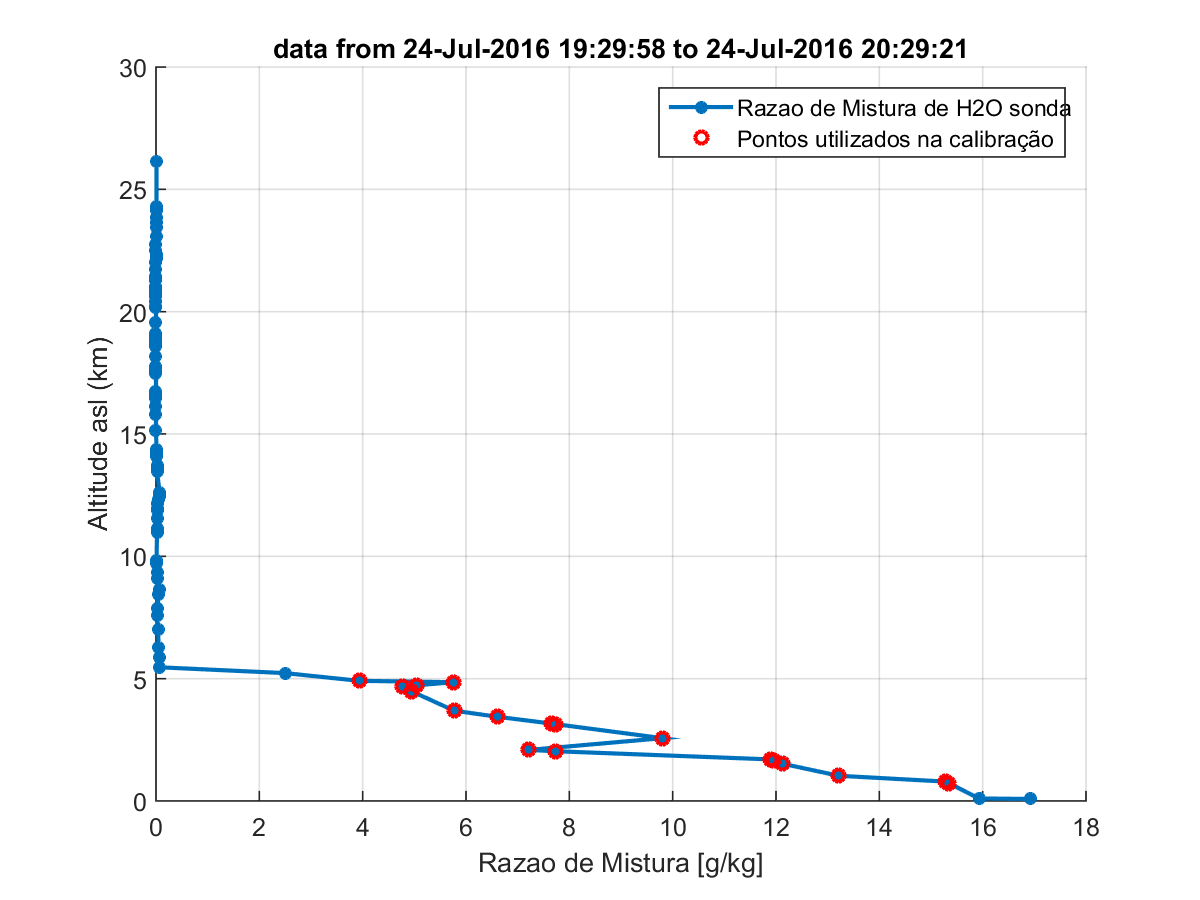 data from 24-Jul-2016 19:29:58 to 24-Jul-2016 20:29:21
Razao de Mistura de H2O sonda
Pontos utilizados na calibração
30
25
20
15
10
5
0
Altitude asl (km)
0 2 4 6 8 10 12 14 16 18
Razao de Mistura [g/kg]